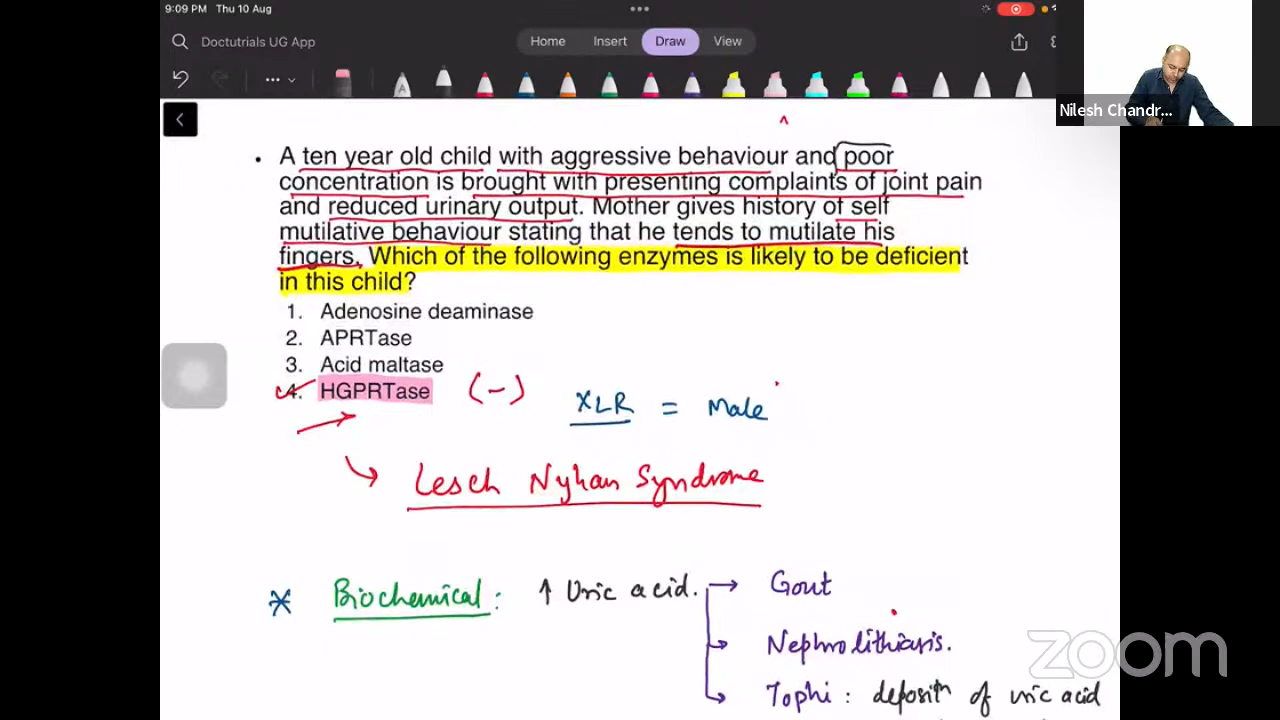 9:09 PM Thu 10 Aug
Doctutrials UG App
Home Insert Draw View
Nilesh Chandr...
• A ten year old child with aggressive behaviour and poor
concentration is brought with presenting complaints of joint pain
and reduced urinary output. Mother gives history of self
mutilative behaviour stating that he tends to mutilate his
fingers. Which of the following enzymes is likely to be deficient
in this child?
1. Adenosine deaminase
2. APRTase
3. Acid maltase
4. HGPRTase (-)
XLR = Male
Lesch Nyhan Syndrome
* Biochemical: ↑ Uric acid. → Gout
→ Nephrolithiasis.
→ Tophi: deposith of uric acid
zoom